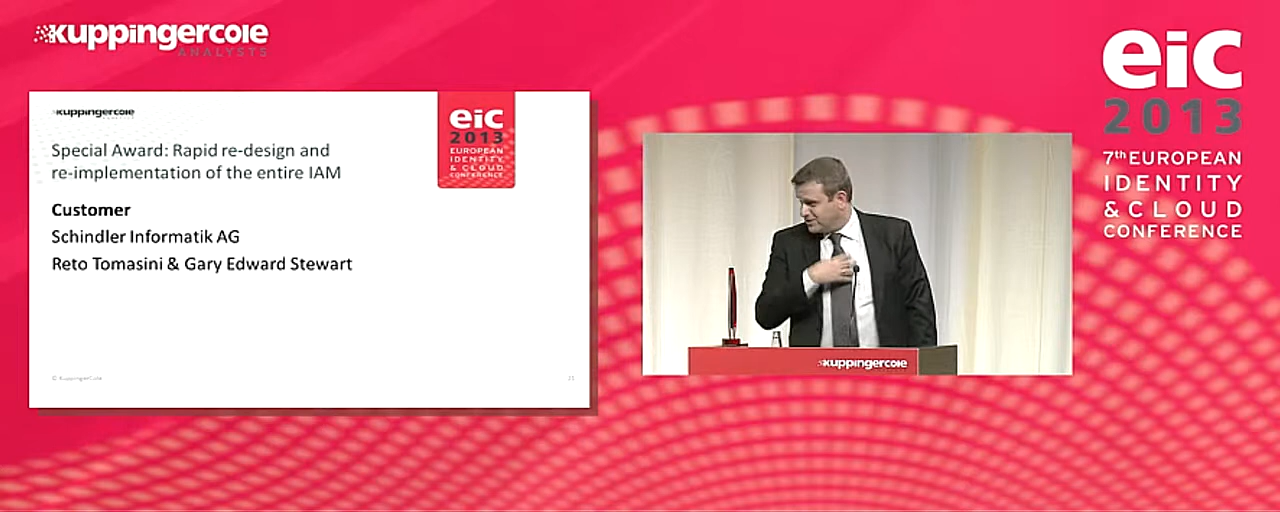 kuppingercole
ANALYSTS
kuppingercole
eic
2013
EUROPEAN
IDENTITY
& CLOUD
CONFERENCE
Special Award: Rapid re-design and
re-implementation of the entire IAM
Customer
Schindler Informatik AG
Reto Tomasini & Gary Edward Stewart
© KuppingerCole
kuppingercole
eic
2013
7th EUROPEAN
IDENTITY
& CLOUD
CONFERENCE